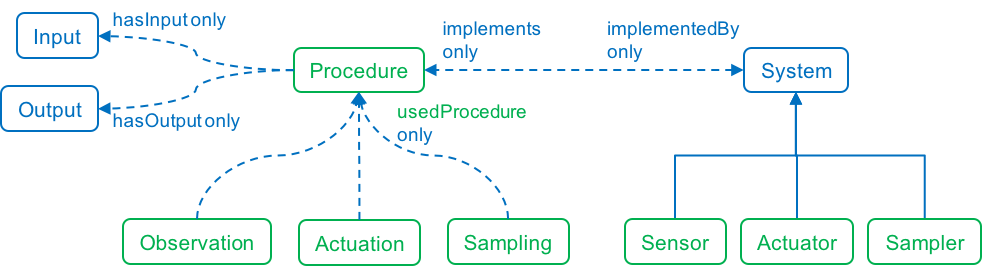 hasInput only
Input
implements
only
implementedBy
only
Procedure
System
Output
hasOutput only
usedProcedure
only
Observation
Actuation
Sampling
Sensor
Actuator
Sampler